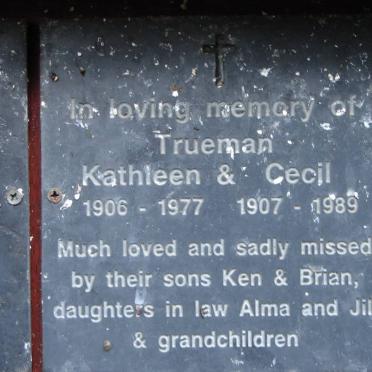 In loving memory of
Trueman
Kathleen & Cecil
1906 - 1977 1907 - 1989
Much loved and sadly missed
by their sons Ken & Brian,
daughters in law Alma and Jil
& grandchildren